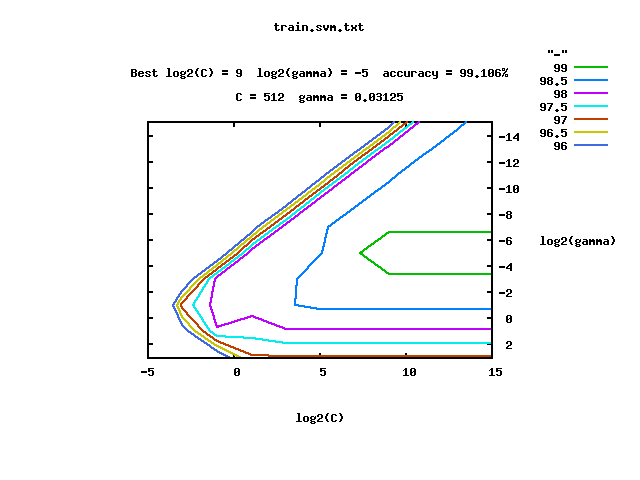 train.svm.txt
"-"
Best log2(C) = 9  log2(gamma) = -5  accuracy = 99.106%
C = 512  gamma = 0.03125
99
98.5
98
97.5
97
96.5
96
-14
-12
-10
-8
-6
-4
-2
0
2
log2(gamma)
-5 0 5 10 15
log2(C)